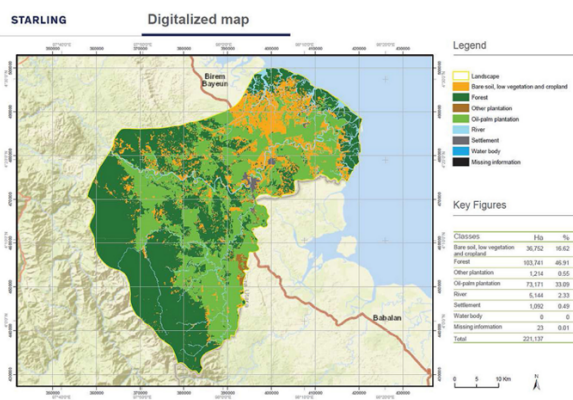 STARLING
Digitalized map
Birem
Bayeun
Babalan
Legend
Landscape
Bare soil, low vegetation and cropland
Forest
Other plantation
Oil-palm plantation
River
Settlement
Water body
Missing information
Key Figures
Classes Ha %
Bare soil, low vegetation and cropland 36,752 16.62
Forest 103,741 46.91
Other plantation 1,214 0.55
Oil-palm plantation 73,171 33.09
River 5,144 2.33
Settlement 1,092 0.49
Water body 0 0
Missing information 23 0.01
Total 221,137
0 5 10 Km
N